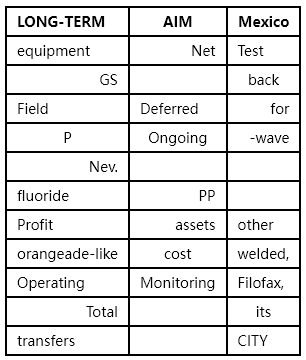 LONG-TERM AIM Mexico
equipment Net Test
GS back
Field Deferred for
P Ongoing -wave
Nev.
fluoride PP
Profit assets other
orangeade-like cost welded,
Operating Monitoring Filofax,
Total its
transfers CITY